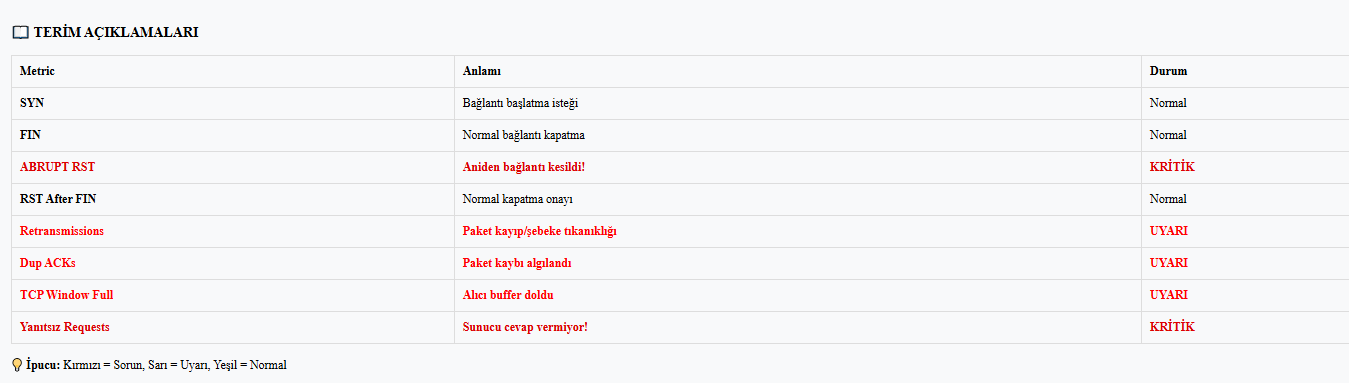 TERİM AÇIKLAMALARI
Metric Anlamı Durum
SYN Bağlantı başlatma isteği Normal
FIN Normal bağlantı kapatma Normal
ABRUPT RST Aniden bağlantı kesildi! KRİTİK
RST After FIN Normal kapatma onayı Normal
Retransmissions Paket kayıp/şebeke tıkanıklığı UYARI
Dup ACKs Paket kaybı algılandı UYARI
TCP Window Full Alıcı buffer doldu UYARI
Yanıtsız Requests Sunucu cevap vermiyor! KRİTİK
İpucu: Kırmızı = Sorun, Sarı = Uyarı, Yeşil = Normal